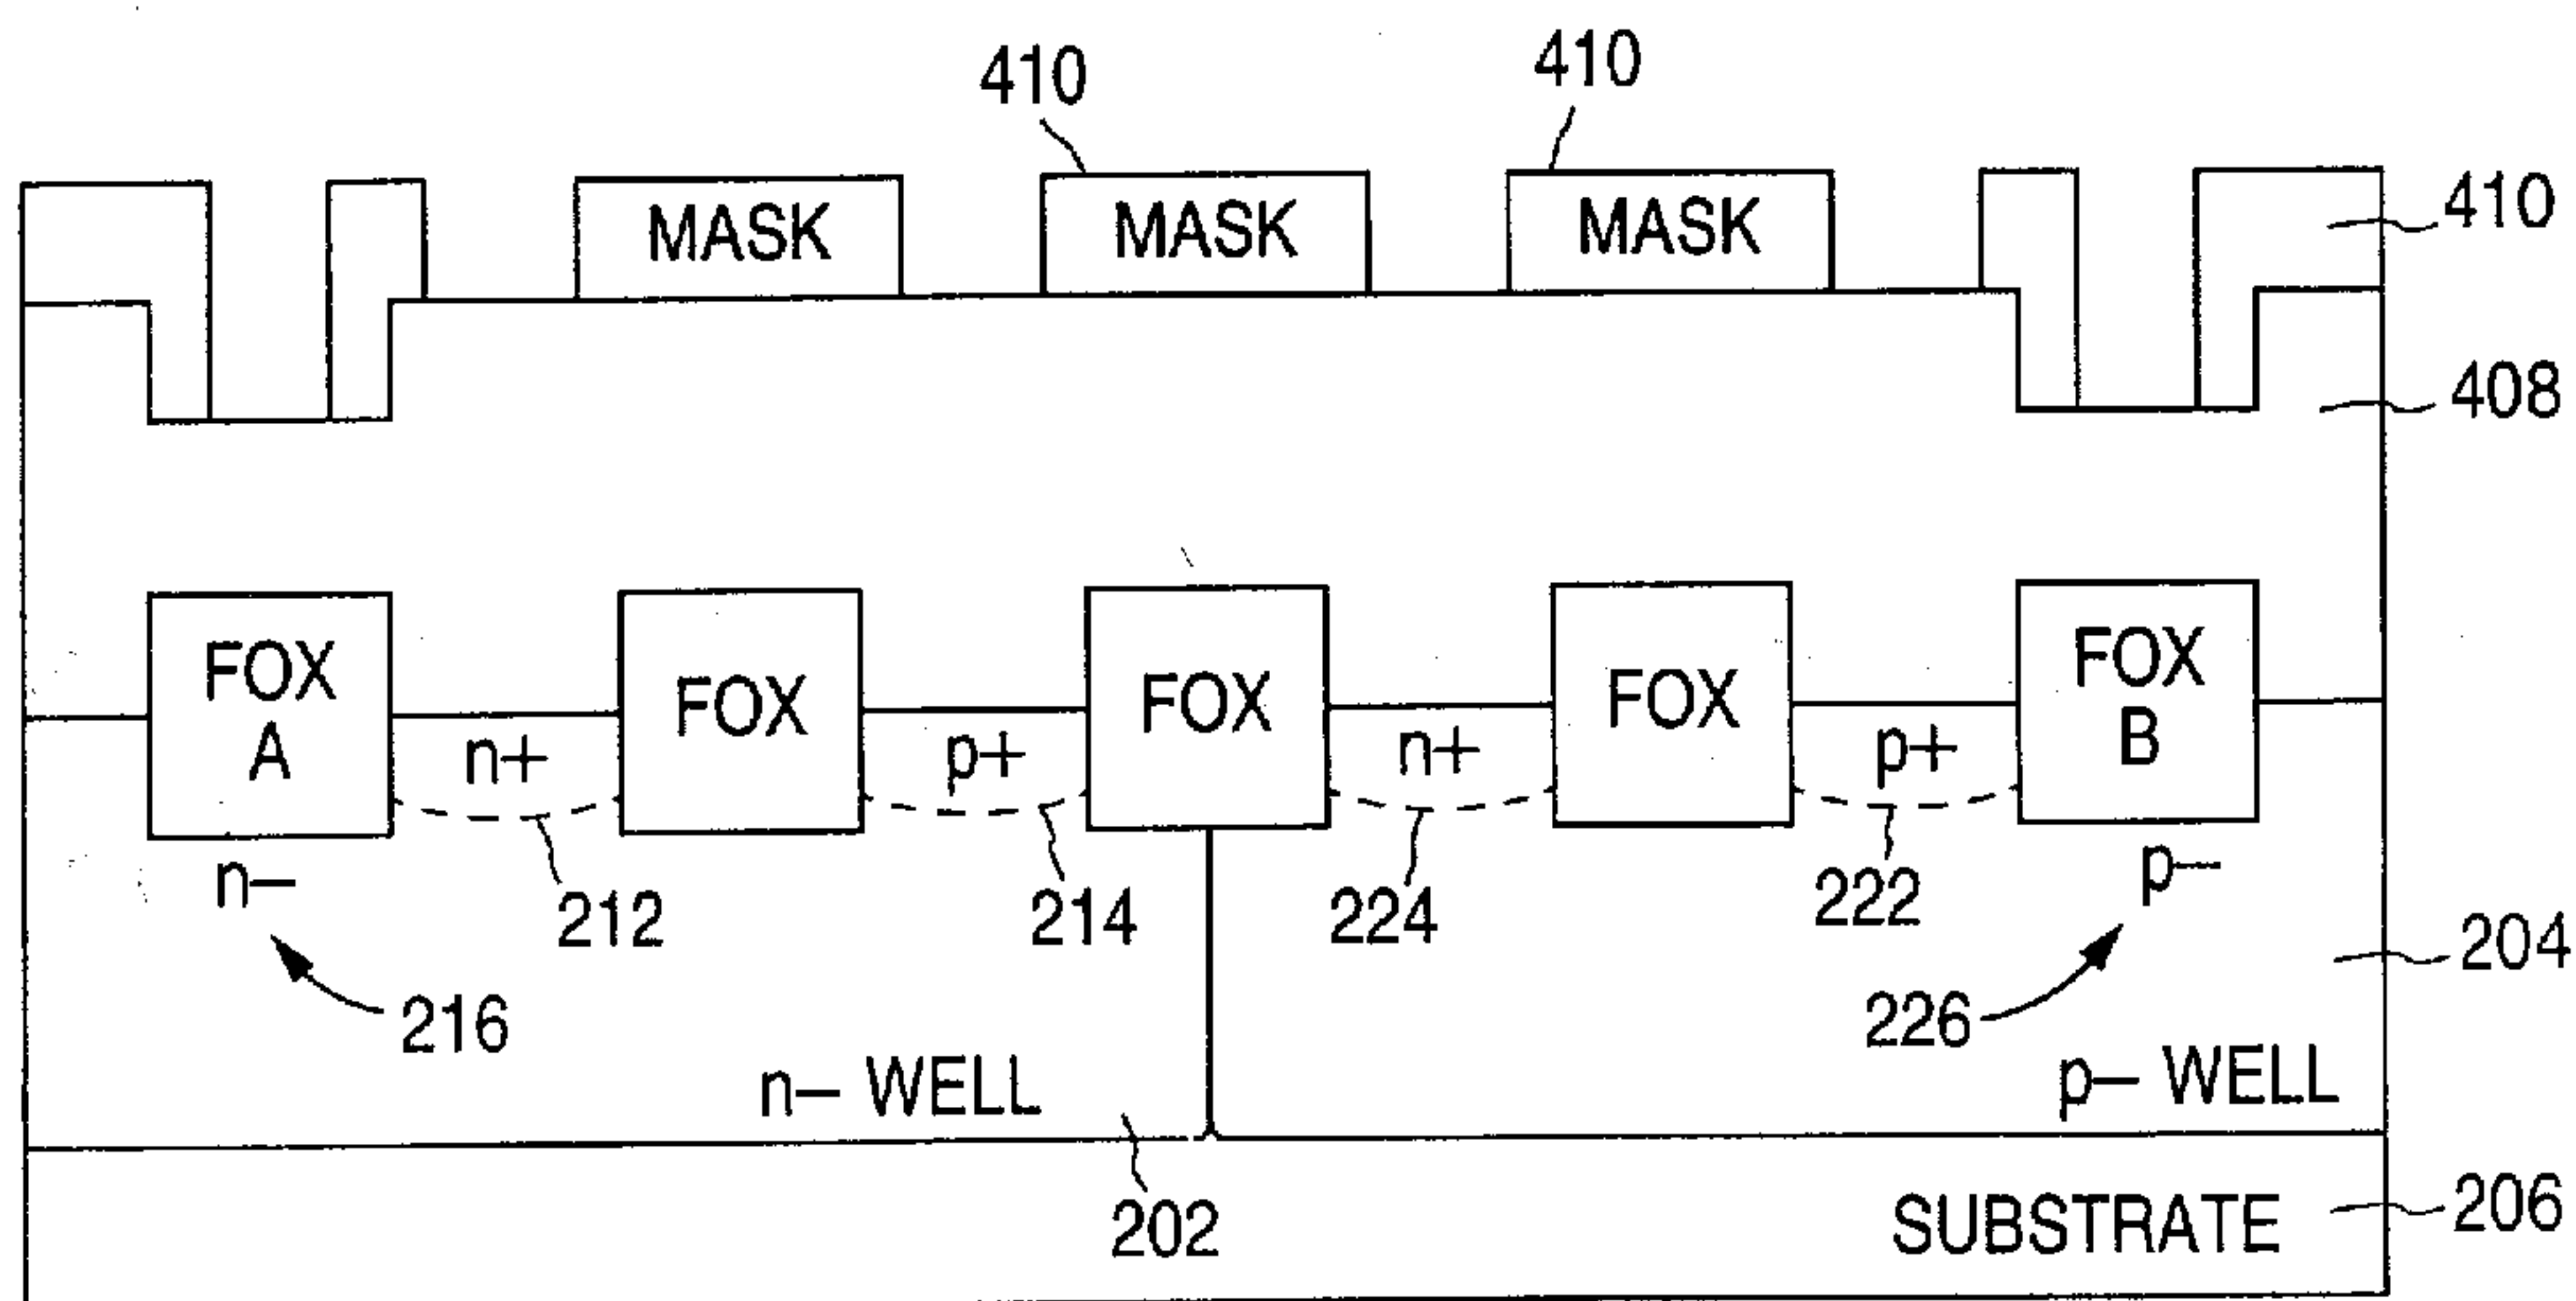 410
410
MASK
MASK
MASK
410
408
FOX
A
FOX
FOX
FOX
FOX
B
n+
p+
n+
p+
n–
212
214
224
222
p–
216
226
204
n– WELL
p– WELL
202
SUBSTRATE
206